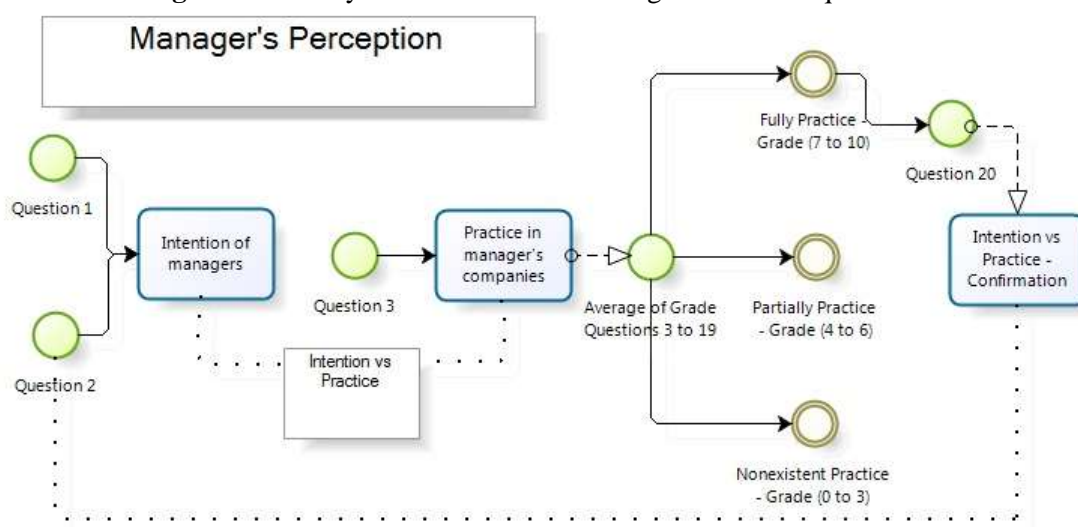 Manager's Perception
Question 1
Question 2
Intention of
managers
Intention vs
Practice
Question 3
Practice in
manager's
companies
Average of Grade
Questions 3 to 19
Fully Practice -
Grade (7 to 10)
Partially Practice
- Grade (4 to 6)
Nonexistent Practice
- Grade (0 to 3)
Question 20
Intention vs
Practice -
Confirmation